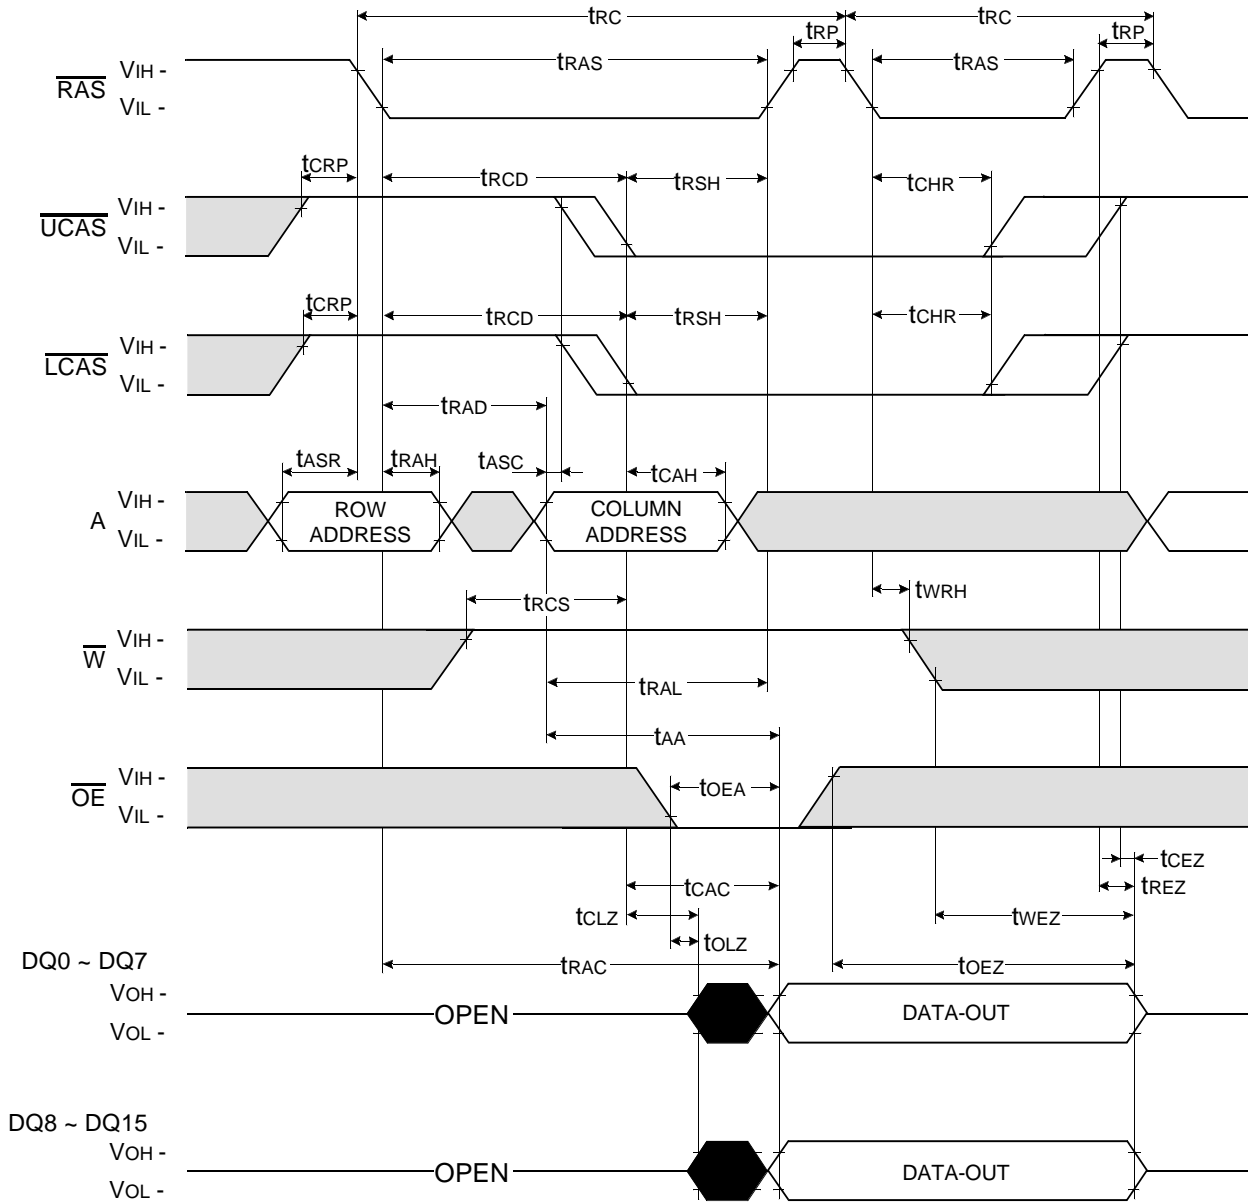 tRC tRC
tRP tRP
tRAS tRAS
RAS VIH -
VIL -
tCRP tRCD tRSH tCHR
UCAS VIH -
VIL -
tCRP tRCD tRSH tCHR
LCAS VIH -
VIL -
tRAD
tASR tRAH tASC tCAH
A VIH -
VIL -
ROW ADDRESS
COLUMN ADDRESS
tWRH
tRCS
W VIH -
VIL -
tRAL
tAA
OE VIH -
VIL -
tOEA
tCEZ
tCAC tREZ
tCLZ tWEZ
tOLZ
DQ0 ~ DQ7 tRAC tOEZ
VOH -
VOL -
OPEN DATA-OUT
DQ8 ~ DQ15
VOH -
VOL -
OPEN DATA-OUT